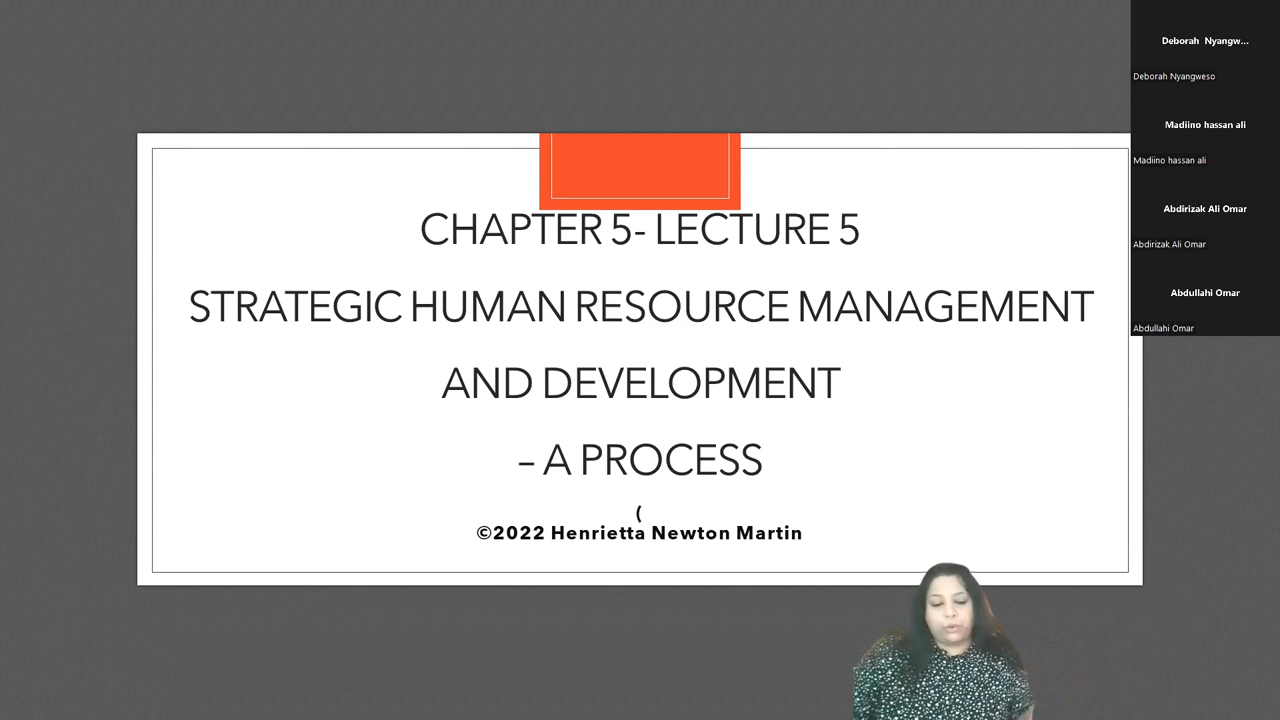 CHAPTER 5- LECTURE 5
STRATEGIC HUMAN RESOURCE MANAGEMENT
AND DEVELOPMENT
– A PROCESS
(
©2022 Henrietta Newton Martin
Deborah Nyangw...
Deborah Nyangweso
Madiino hassan ali
Madiino hassan ali
Abdirizak Ali Omar
Abdirizak Ali Omar
Abdullahi Omar
Abdullahi Omar